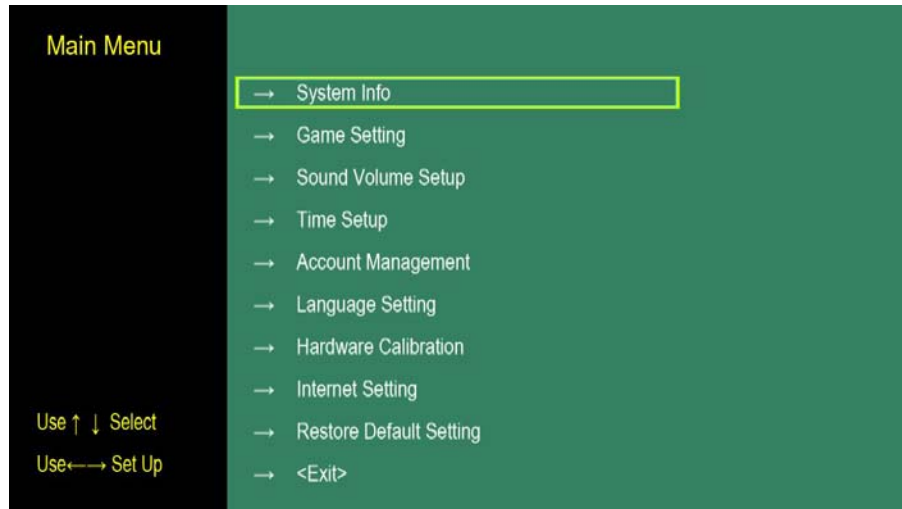 Main Menu
→ System Info
→ Game Setting
→ Sound Volume Setup
→ Time Setup
→ Account Management
→ Language Setting
→ Hardware Calibration
→ Internet Setting
→ Restore Default Setting
→ <Exit>
Use ↑ ↓ Select
Use←→ Set Up